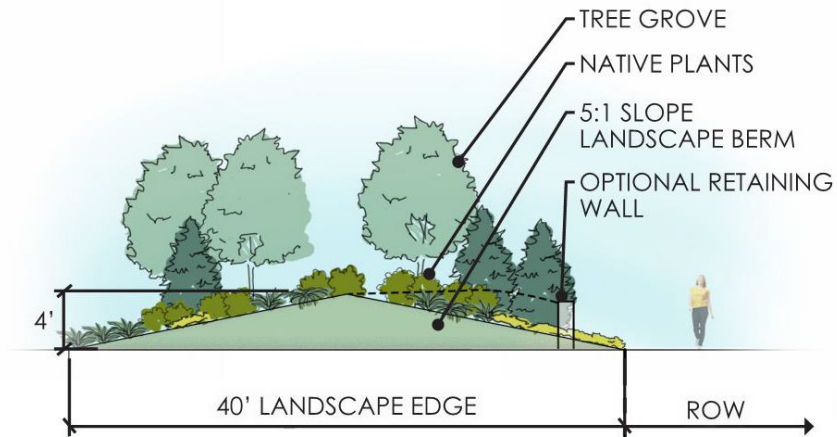 TREE GROVE
NATIVE PLANTS
5:1 SLOPE
LANDSCAPE BERM
OPTIONAL RETAINING
WALL
4'
40' LANDSCAPE EDGE
ROW